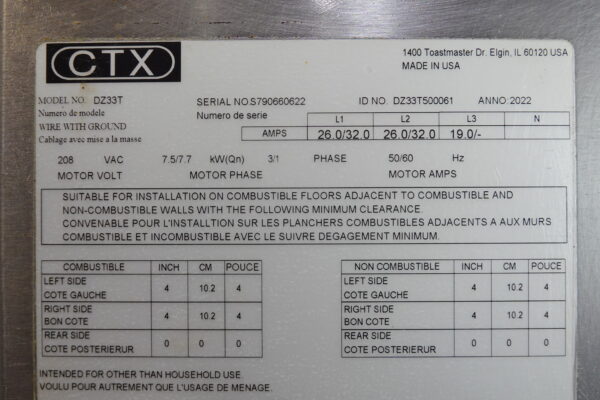 CTX
1400 Toastmaster Dr. Elgin, IL 60120 USA
MADE IN USA
MODEL NO. DZ33T SERIAL NO.S790660622 ID NO. DZ33T500061 ANNO:2022
Numero de modele Numero de serie L1 L2 L3 N
WIRE WITH GROUND AMPS 26.0/32.0 26.0/32.0 19.0/-
Cablage avec mise a la masse
208 VAC 7.5/7.7 kW(Qn) 3/1 PHASE 50/60 Hz
MOTOR VOLT MOTOR PHASE MOTOR AMPS
SUITABLE FOR INSTALLATION ON COMBUSTIBLE FLOORS ADJACENT TO COMBUSTIBLE AND
NON-COMBUSTIBLE WALLS WITH THE FOLLOWING MINIMUM CLEARANCE.
CONVENABLE POUR L'INSTALLTION SUR LES PLANCHERS COMBUSTIBLES ADJACENTS A AUX MURS
COMBUSTIBLE ET INCOMBUSTIBLE AVEC LE SUIVRE DEGAGEMENT MINIMUM.
COMBUSTIBLE INCH CM POUCE
LEFT SIDE
COTE GAUCHE 4 10.2 4
RIGHT SIDE
BON COTE 4 10.2 4
REAR SIDE
COTE POSTERIERUR 0 0 0
NON COMBUSTIBLE INCH CM POUCE
LEFT SIDE
COTE GAUCHE 4 10.2 4
RIGHT SIDE
BON COTE 4 10.2 4
REAR SIDE
COTE POSTERIERUR 0 0 0
INTENDED FOR OTHER THAN HOUSEHOLD USE.
VOULU POUR AUTREMENT QUE L'USAGE DE MENAGE.